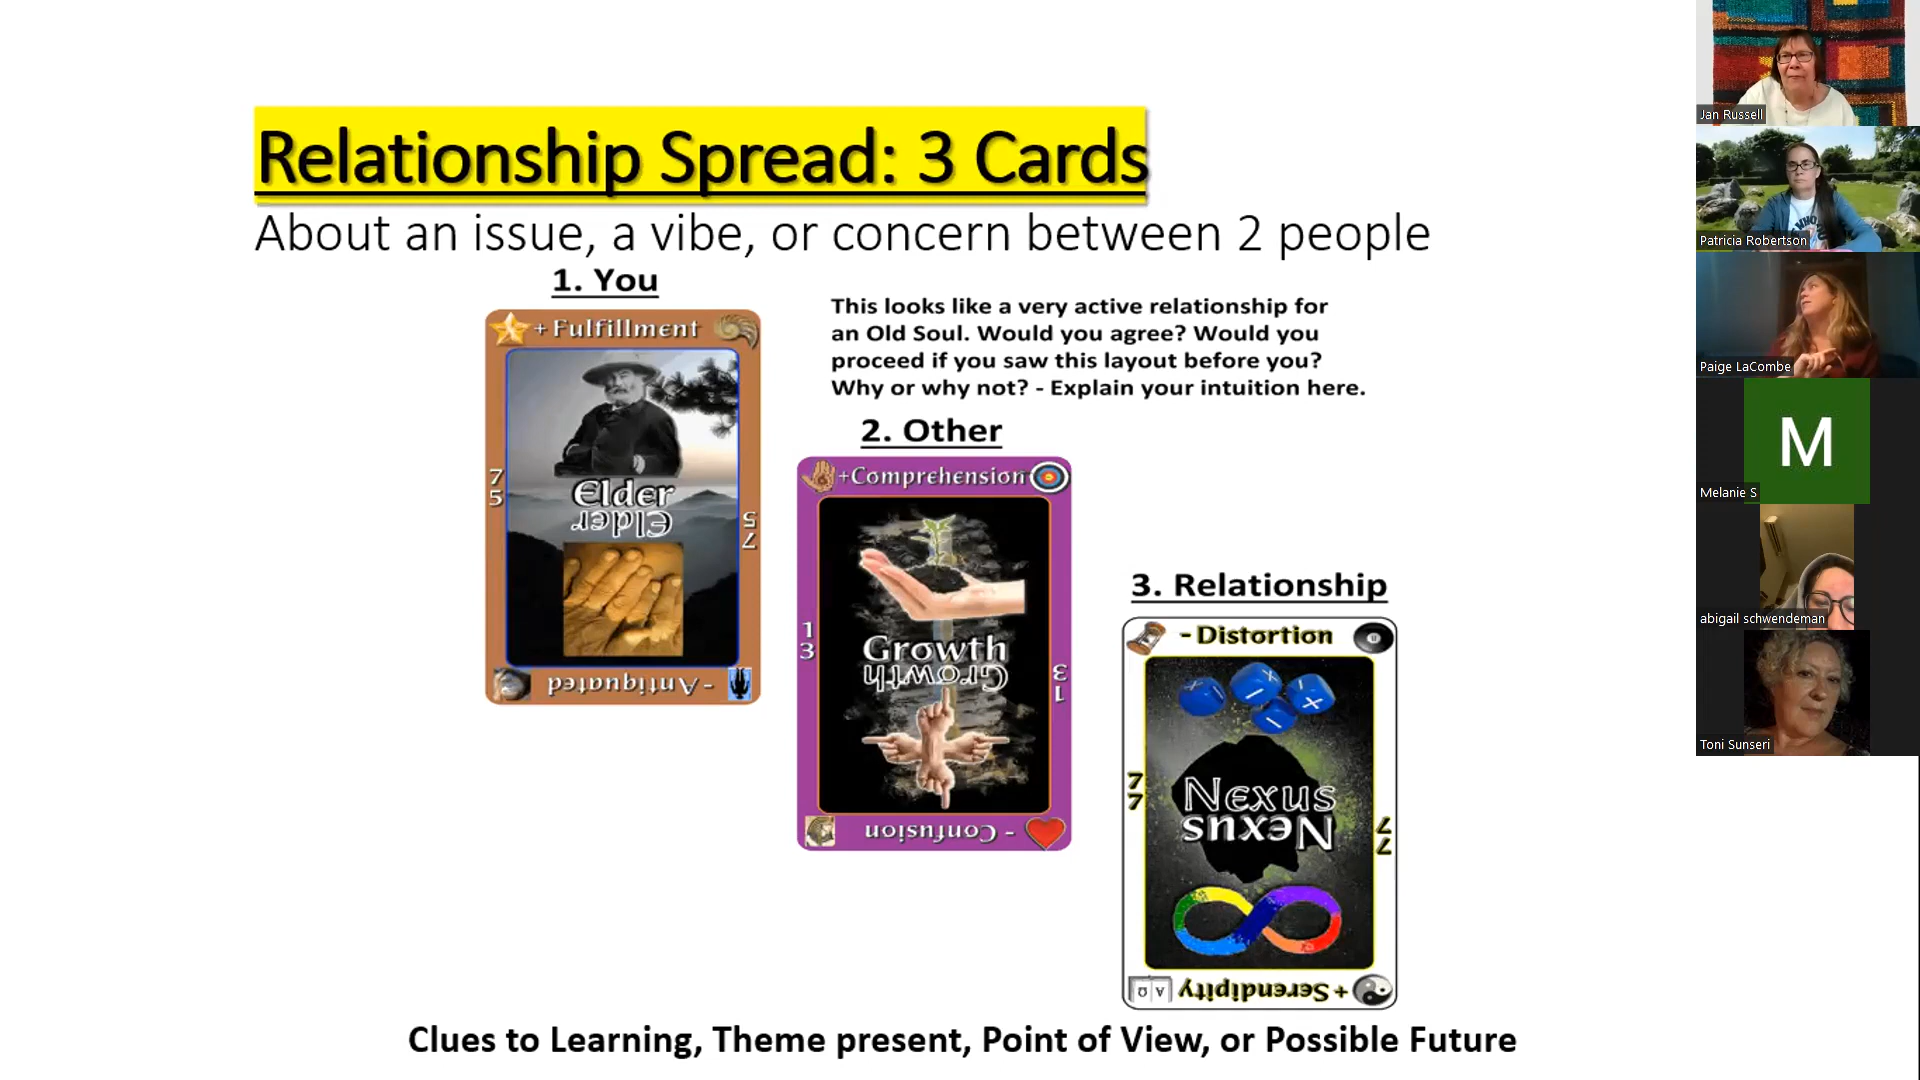 Relationship Spread: 3 Cards
About an issue, a vibe, or concern between 2 people
1. You
+ Fulfillment
7
5
Elder
Elder
7
5
- Antiquated
This looks like a very active relationship for
an Old Soul. Would you agree? Would you
proceed if you saw this layout before you?
Why or why not? - Explain your intuition here.
2. Other
+Comprehension
1
3
Growth
Growth
1
3
- Confusion
3. Relationship
- Distortion
7
7
Nexus
Nexus
7
7
+ Serendipity
A Ω
Clues to Learning, Theme present, Point of View, or Possible Future
Jan Russell
Patricia Robertson
Paige LaCombe
M
Melanie S
abigail schwendeman
Toni Sunseri